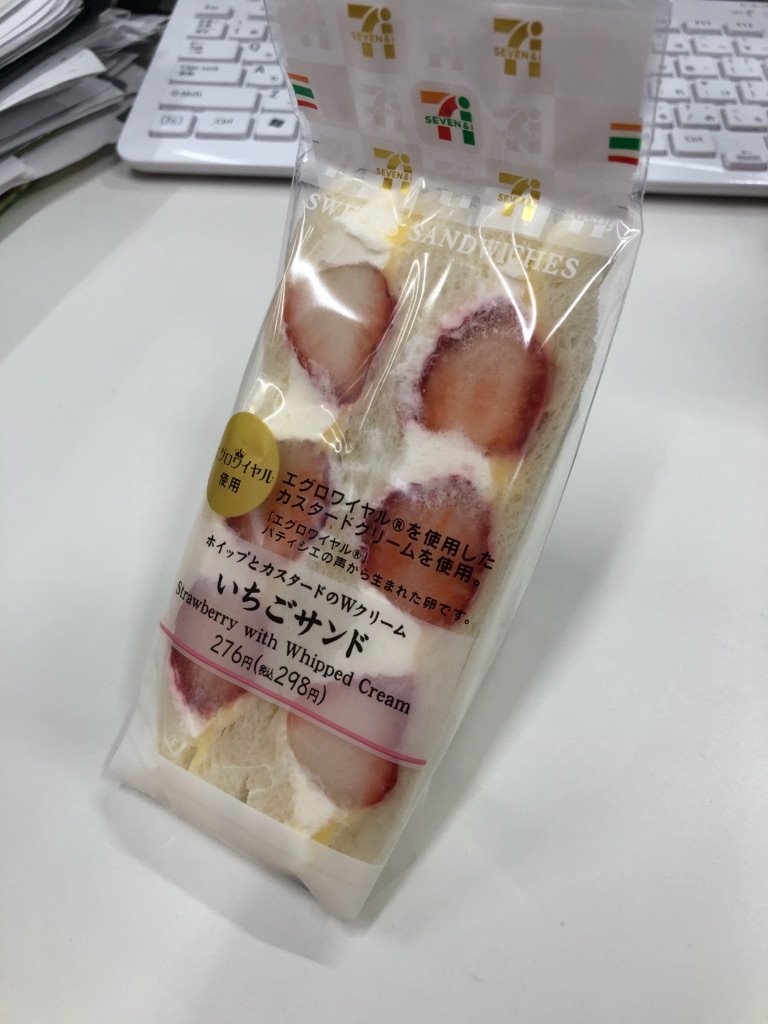 SEVEN&i
SEVEN&i
SEVEN&i
SEVEN&i
SEVEN&i
SANDWICHES
エグロワイヤル
使用
エグロワイヤル®を使用した
カスタードクリームを使用。
「エグロワイヤル®」
パティシエの声から生まれた卵です。
ホイップとカスタードのWクリーム
いちごサンド
Strawberry with Whipped Cream
276円(税込298円)